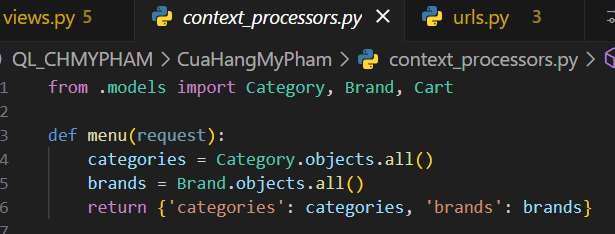 views.py 5 context_processors.py urls.py 3
QL_CHMYPHAM > CuaHangMyPham > context_processors.py >
1 from .models import Category, Brand, Cart
2
3 def menu(request):
4     categories = Category.objects.all()
5     brands = Brand.objects.all()
6     return {'categories': categories, 'brands': brands}
7